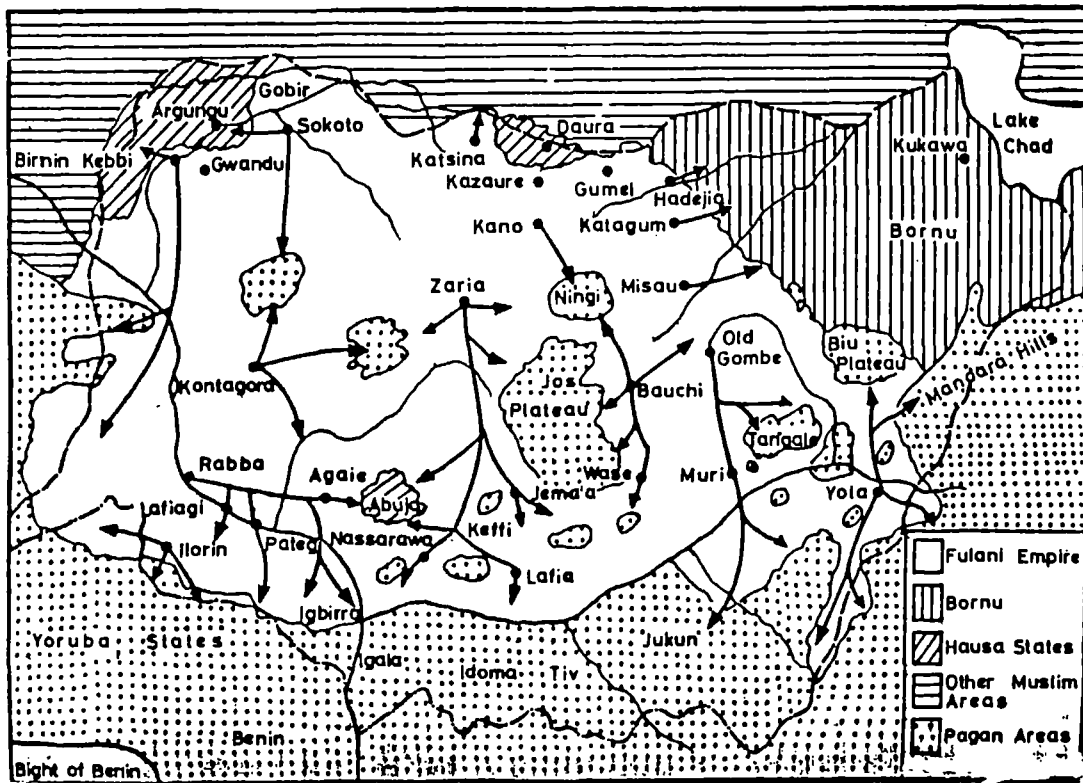 Gobir
Argungu
Sokoto
Daura
Lake
Chad
Birnin Kebbi
Gwandu
Katsina
Kukawa
Kazaure
Gumel
Hadejia
Kano
Katagum
Bornu
Zaria
Ningi
Misau
Old
Gombe
Biu
Plateau
Mandara Hills
Kontagord
Jos
Plateau
Bauchi
Tangale
Rabba
Agaie
Abuja
Jema'a
Wase
Muri
Yola
Lafiagi
Pateg
Nassarawa
Keffi
Ilorin
Lafia
Igbirra
Yoruba States
Igala
Idoma
Tiv
Jukun
Benin
Bight of Benin
Fulani Empire
Bornu
Hausa States
Other Muslim
Areas
Pagan Areas